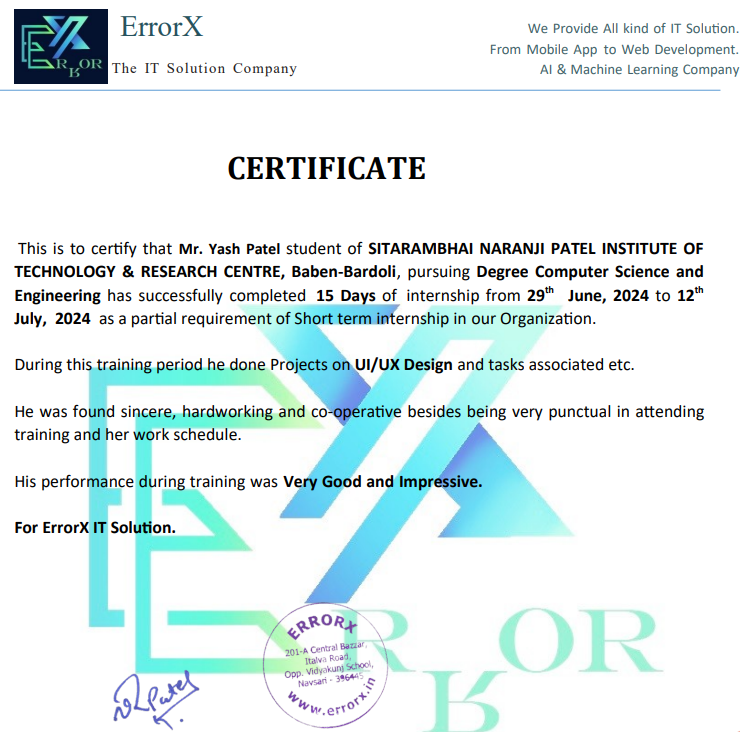 ErrorX
The IT Solution Company
We Provide All kind of IT Solution.
From Mobile App to Web Development.
AI & Machine Learning Company
ERROR
CERTIFICATE
This is to certify that Mr. Yash Patel student of SITARAMBHAI NARANJI PATEL INSTITUTE OF
TECHNOLOGY & RESEARCH CENTRE, Baben-Bardoli, pursuing Degree Computer Science and
Engineering has successfully completed 15 Days of internship from 29th June, 2024 to 12th
July, 2024 as a partial requirement of Short term internship in our Organization.
During this training period he done Projects on UI/UX Design and tasks associated etc.
He was found sincere, hardworking and co-operative besides being very punctual in attending
training and her work schedule.
His performance during training was Very Good and Impressive.
For ErrorX IT Solution.
ERRORX
201-A Central Bazzar,
Italva Road,
Opp. Vidyakunj School,
Navsari - 396445
www.errorx.in
Patel
ERROR